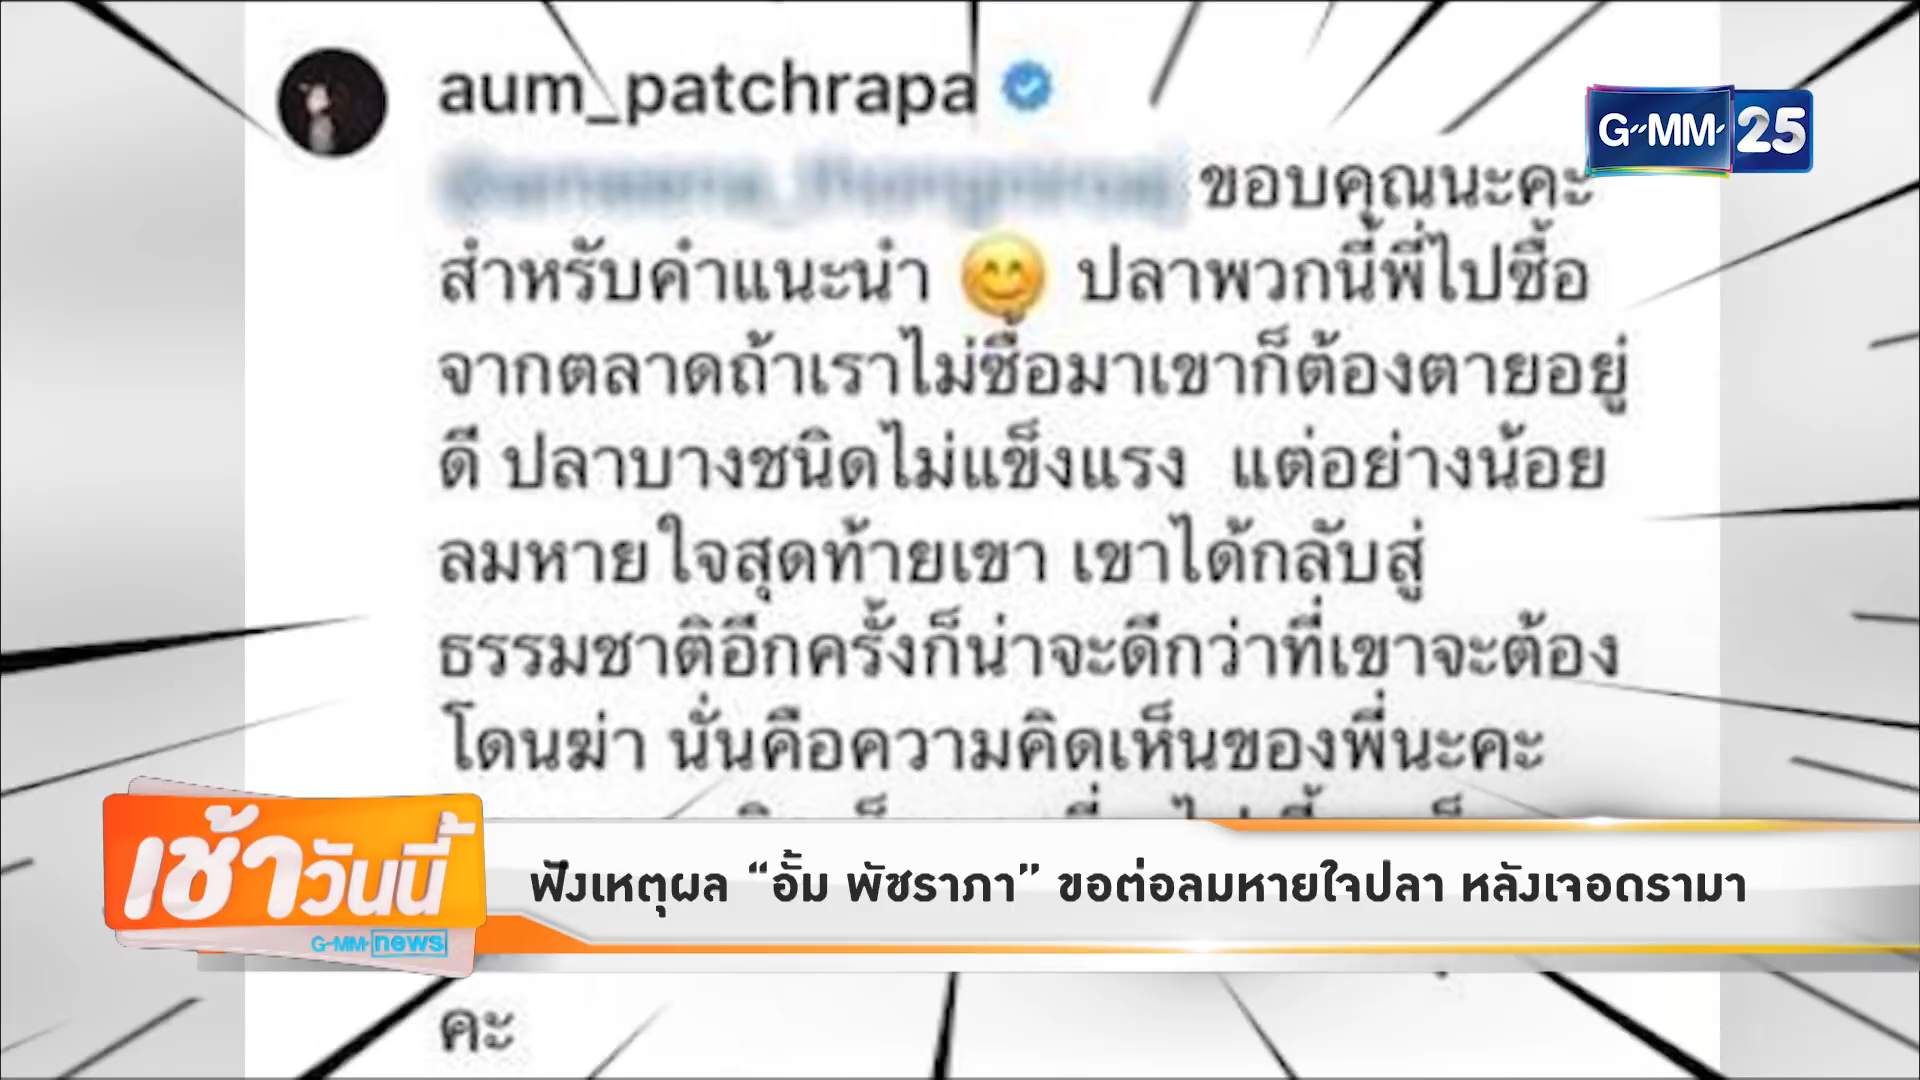 aum_patchrapa
G-MM 25
ขอบคุณนะคะ
สำหรับคำแนะนำ 😊 ปลาพวกนี้พี่ไปซื้อ
จากตลาดถ้าเราไม่ซื้อมาเขาก็ต้องตายอยู่
ดี ปลาบางชนิดไม่แข็งแรง แต่อย่างน้อย
ลมหายใจสุดท้ายเขา เขาได้กลับสู่
ธรรมชาติอีกครั้งก็น่าจะดีกว่าที่เขาจะต้อง
โดนฆ่า นั่นคือความคิดเห็นของพี่นะคะ
เช้าวันนี้
G-MM news
ฟังเหตุผล “อั้ม พัชราภา” ขอต่อลมหายใจปลา หลังเจอดรามา
คะ